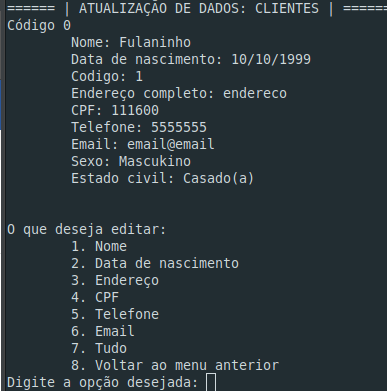 ====== | ATUALIZAÇÃO DE DADOS: CLIENTES | ======
Código 0
Nome: Fulaninho
Data de nascimento: 10/10/1999
Codigo: 1
Endereço completo: endereco
CPF: 111600
Telefone: 5555555
Email: email@email
Sexo: Mascukino
Estado civil: Casado(a)
O que deseja editar:
1. Nome
2. Data de nascimento
3. Endereço
4. CPF
5. Telefone
6. Email
7. Tudo
8. Voltar ao menu anterior
Digite a opção desejada: